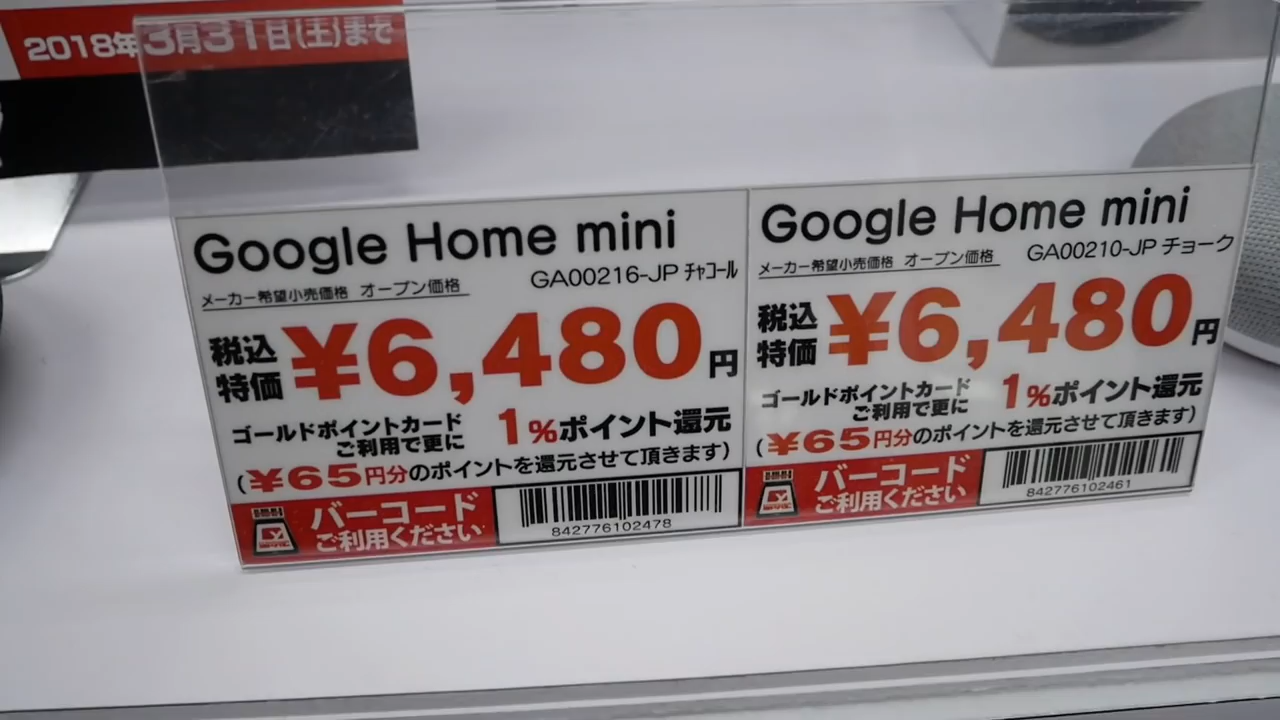 2018年3月31日(土)まで
Google Home mini
GA00216-JP ﾁｬｺｰﾙ
メーカー希望小売価格 オープン価格
税込
特価
¥6,480円
ゴールドポイントカード
ご利用で更に
1%ポイント還元
(¥65円分のポイントを還元させて頂きます)
バーコード
ご利用ください
842776102478
Google Home mini
GA00210-JP チョーク
メーカー希望小売価格 オープン価格
税込
特価
¥6,480円
ゴールドポイントカード
ご利用で更に
1%ポイント還元
(¥65円分のポイントを還元させて頂きます)
バーコード
ご利用ください
842776102461